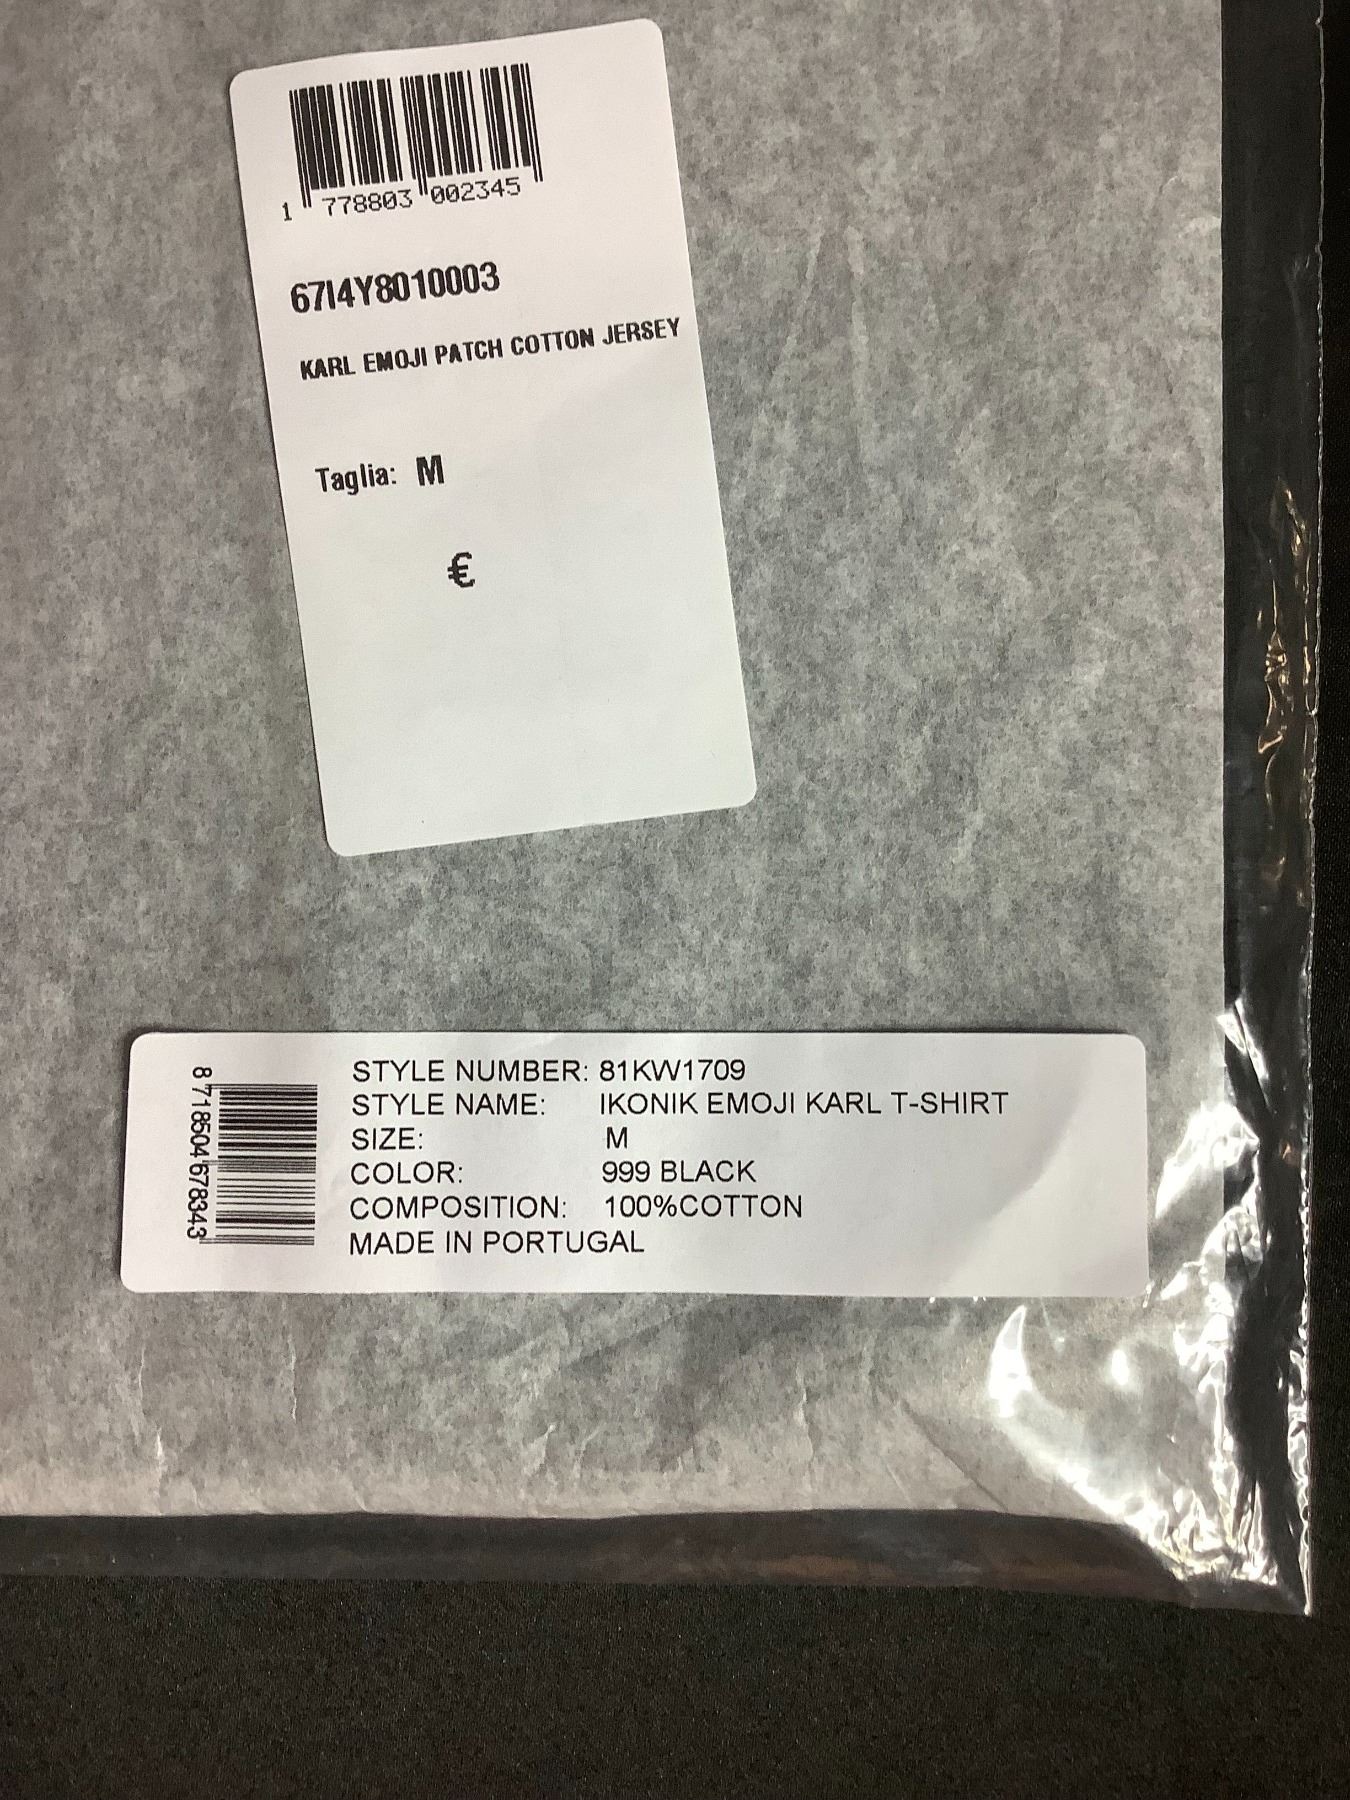 1 778803 002345
67I4Y8010003
KARL EMOJI PATCH COTTON JERSEY
Taglia: M
€
8 718504 678343
STYLE NUMBER: 81KW1709
STYLE NAME: IKONIK EMOJI KARL T-SHIRT
SIZE: M
COLOR: 999 BLACK
COMPOSITION: 100%COTTON
MADE IN PORTUGAL